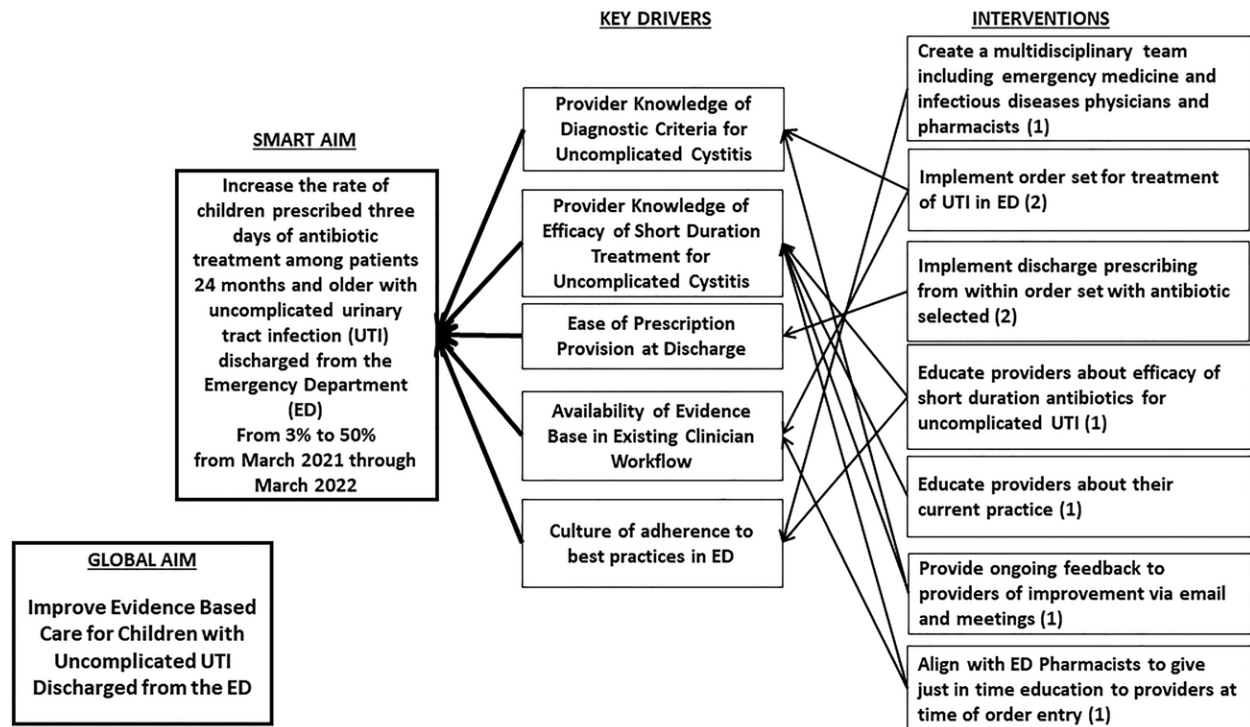 SMART AIM
Increase the rate of
children prescribed three
days of antibiotic
treatment among patients
24 months and older with
uncomplicated urinary
tract infection (UTI)
discharged from the
Emergency Department
(ED)
From 3% to 50%
from March 2021 through
March 2022
GLOBAL AIM
Improve Evidence Based
Care for Children with
Uncomplicated UTI
Discharged from the ED
KEY DRIVERS
Provider Knowledge of
Diagnostic Criteria for
Uncomplicated Cystitis
Provider Knowledge of
Efficacy of Short Duration
Treatment for
Uncomplicated Cystitis
Ease of Prescription
Provision at Discharge
Availability of Evidence
Base in Existing Clinician
Workflow
Culture of adherence to
best practices in ED
INTERVENTIONS
Create a multidisciplinary team
including emergency medicine and
infectious diseases physicians and
pharmacists (1)
Implement order set for treatment
of UTI in ED (2)
Implement discharge prescribing
from within order set with antibiotic
selected (2)
Educate providers about efficacy of
short duration antibiotics for
uncomplicated UTI (1)
Educate providers about their
current practice (1)
Provide ongoing feedback to
providers of improvement via email
and meetings (1)
Align with ED Pharmacists to give
just in time education to providers at
time of order entry (1)